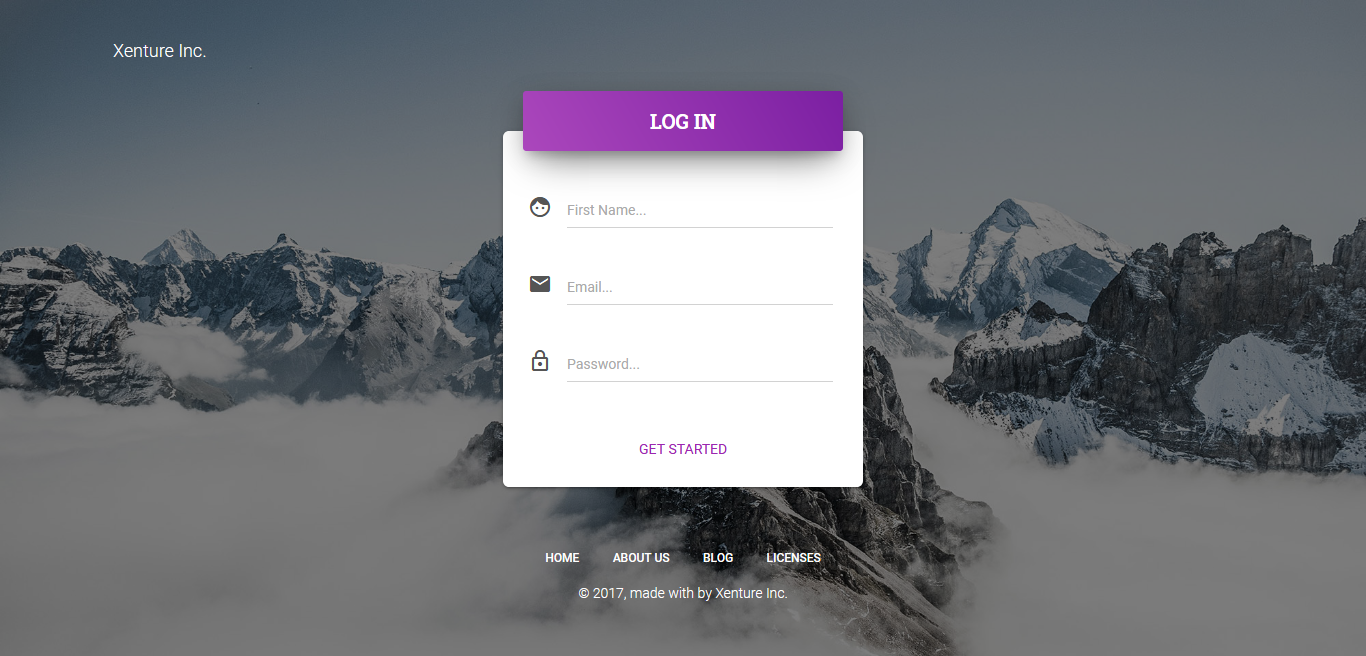 Xenture Inc.
LOG IN
First Name...
Email...
Password...
GET STARTED
HOME ABOUT US BLOG LICENSES
© 2017, made with by Xenture Inc.